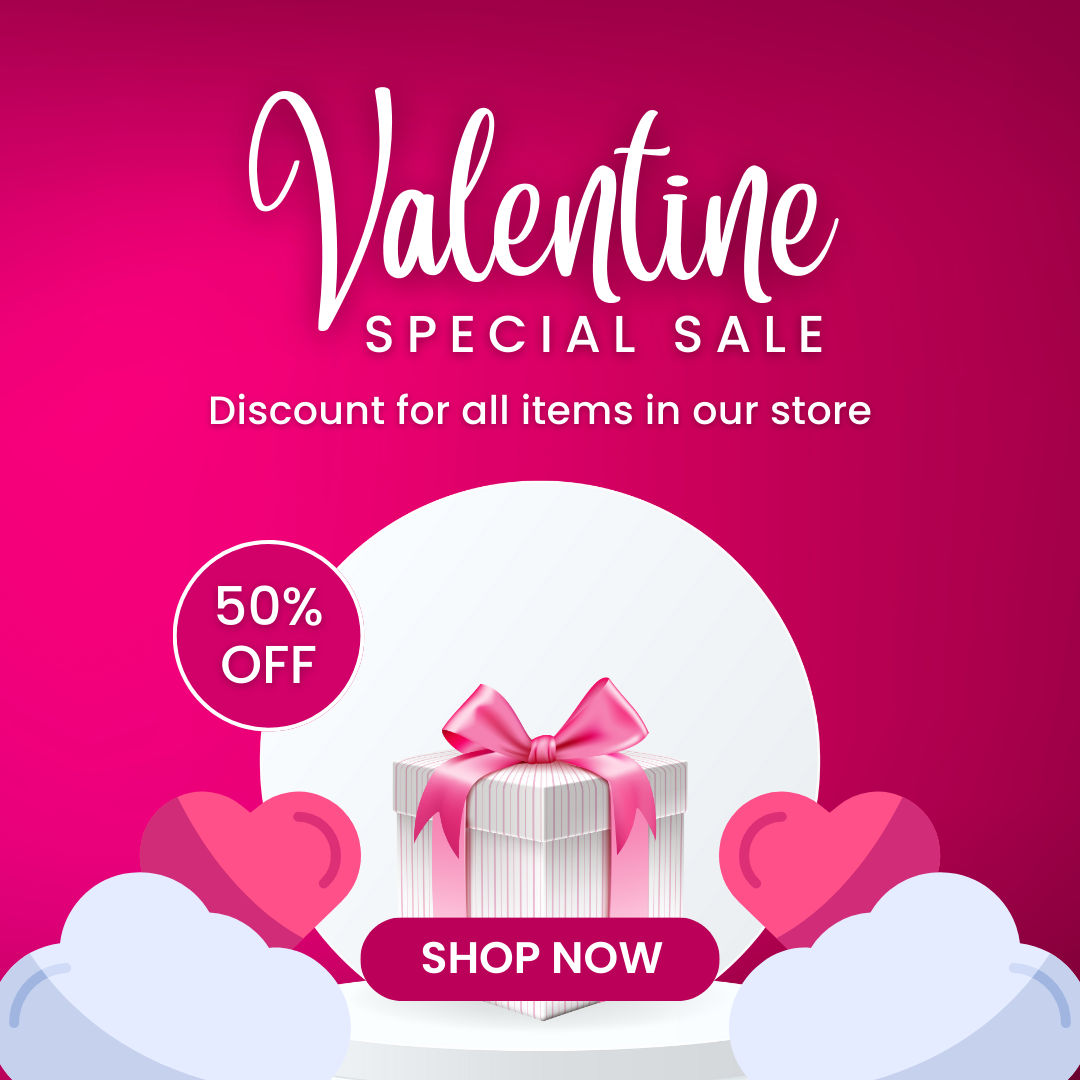 Valentine
SPECIAL SALE
Discount for all items in our store
50%
OFF
SHOP NOW